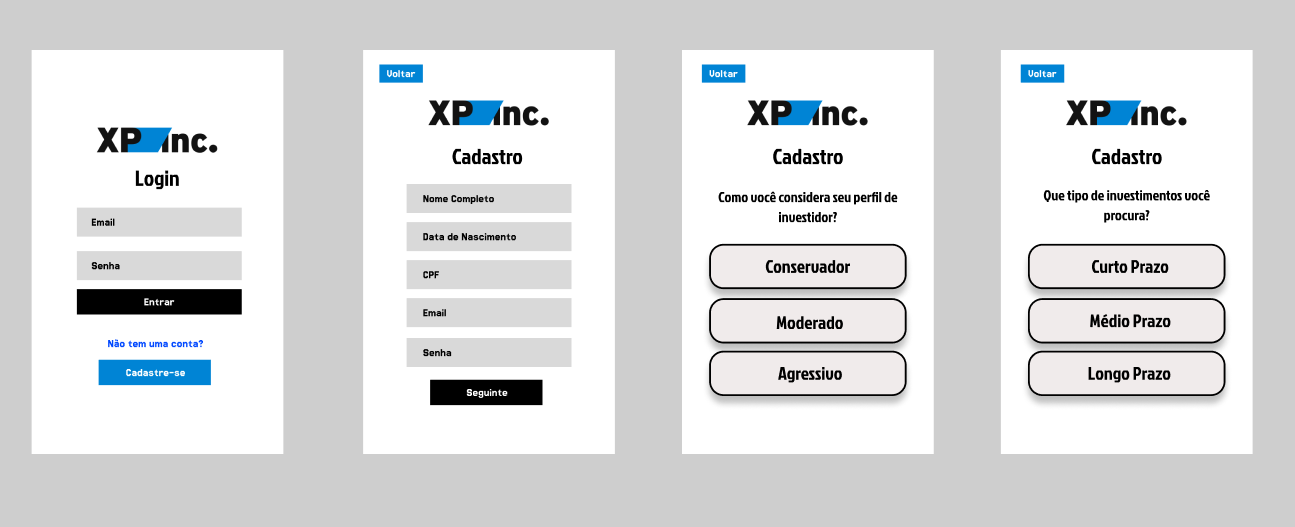 XP Inc.
Login
Email
Senha
Entrar
Não tem uma conta?
Cadastre-se
Voltar
XP Inc.
Cadastro
Nome Completo
Data de Nascimento
CPF
Email
Senha
Seguinte
Voltar
XP Inc.
Cadastro
Como você considera seu perfil de
investidor?
Conservador
Moderado
Agressivo
Voltar
XP Inc.
Cadastro
Que tipo de investimentos você
procura?
Curto Prazo
Médio Prazo
Longo Prazo